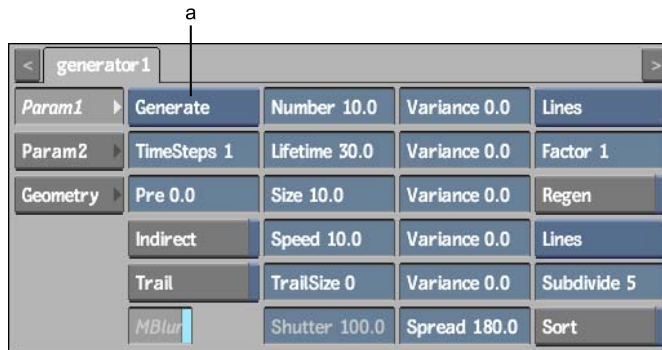 a
< generator1 >
Param1 Generate Number 10.0 Variance 0.0 Lines
Param2 TimeSteps 1 Lifetime 30.0 Variance 0.0 Factor 1
Geometry Pre 0.0 Size 10.0 Variance 0.0 Regen
Indirect Speed 10.0 Variance 0.0 Lines
Trail TrailSize 0 Variance 0.0 Subdivide 5
MBlur Shutter 100.0 Spread 180.0 Sort